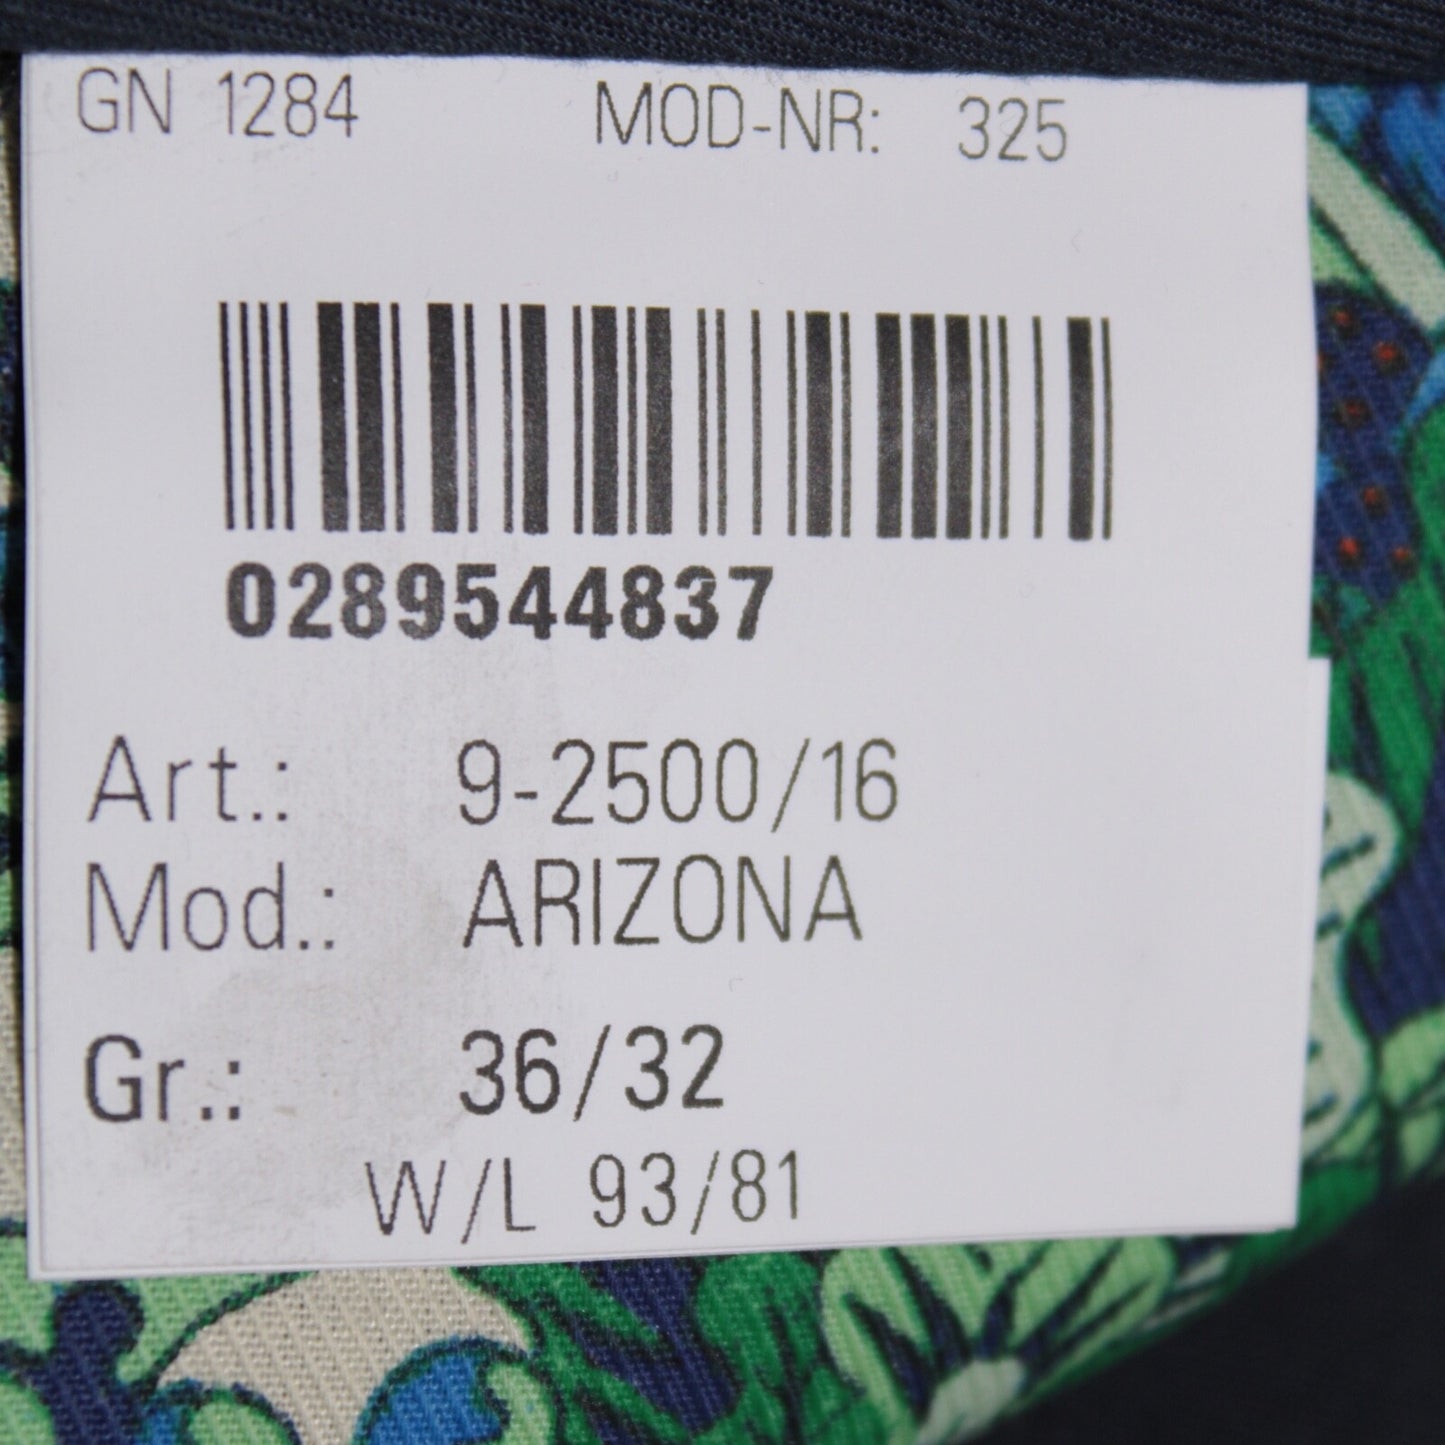 GN 1284 MOD-NR: 325
0289544837
Art.: 9-2500/16
Mod.: ARIZONA
Gr.: 36/32
W/L 93/81